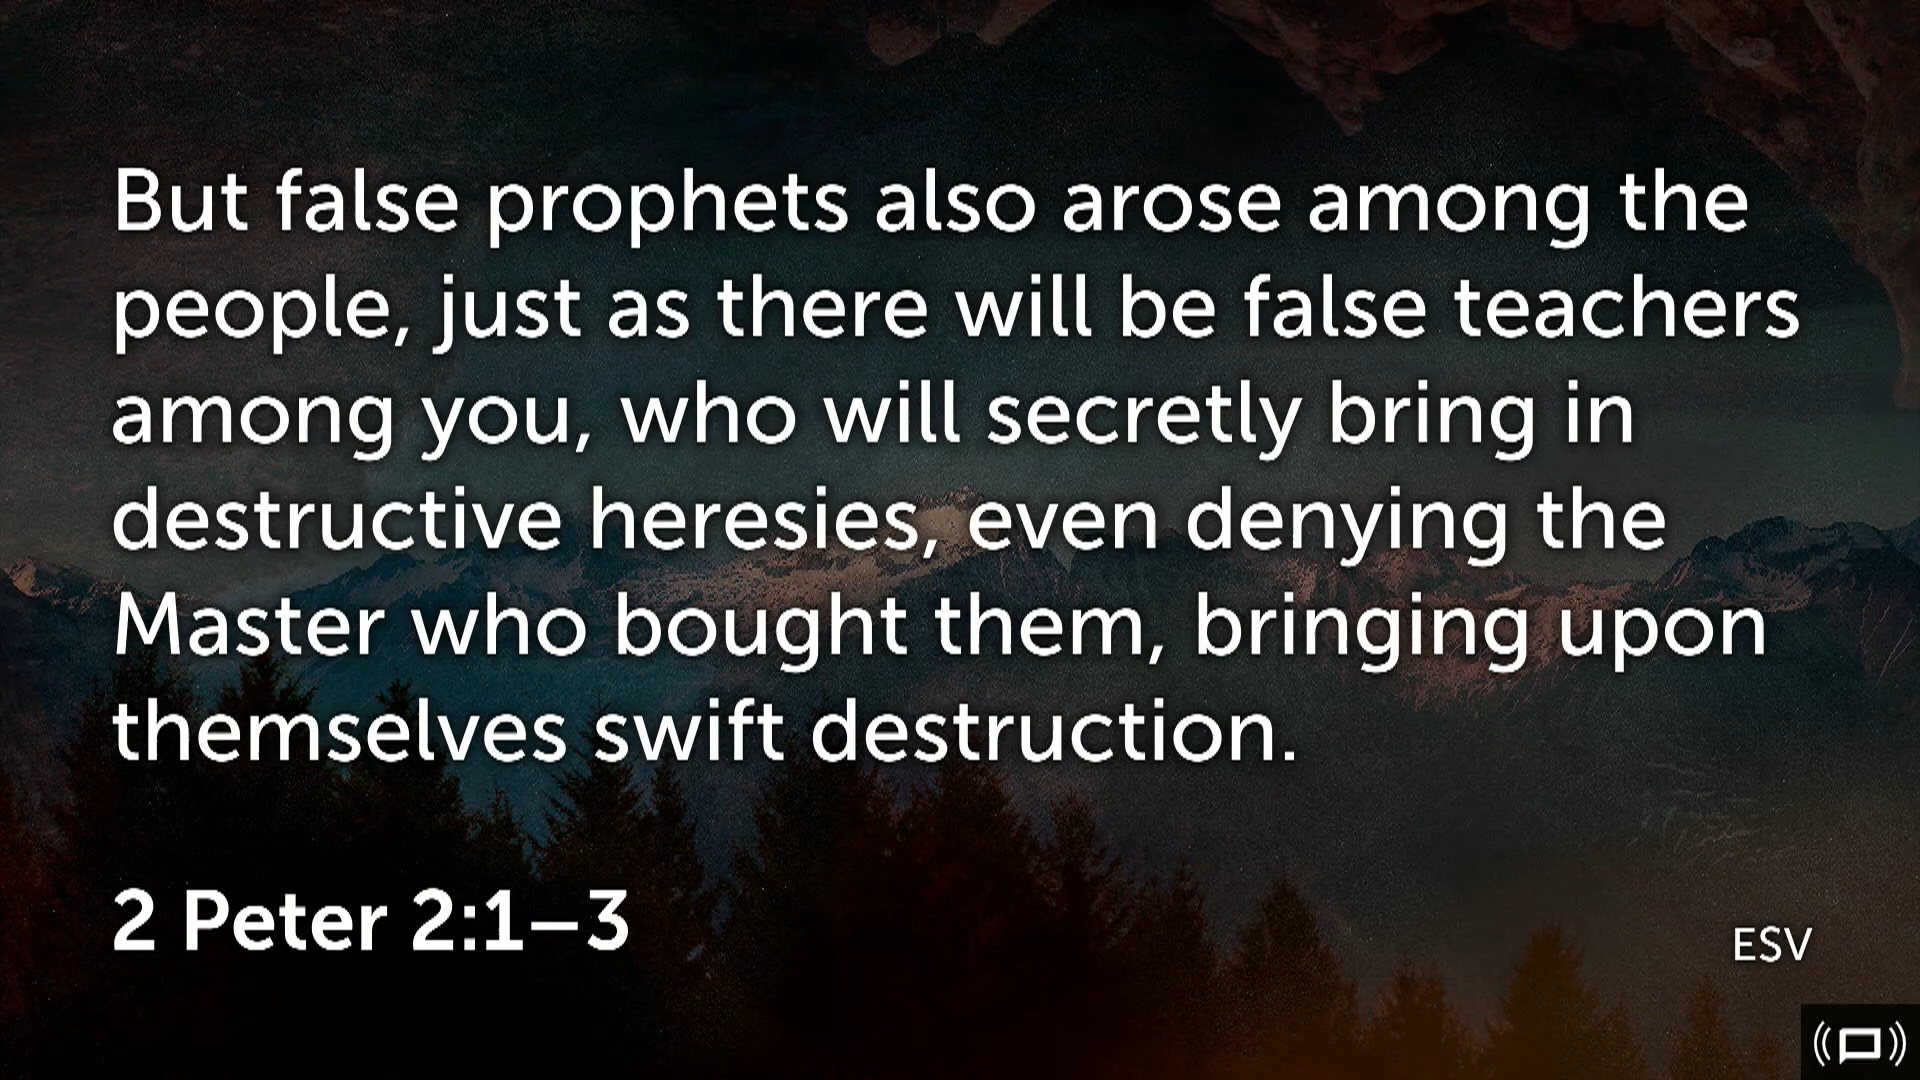 But false prophets also arose among the
people, just as there will be false teachers
among you, who will secretly bring in
destructive heresies, even denying the
Master who bought them, bringing upon
themselves swift destruction.
2 Peter 2:1–3
ESV